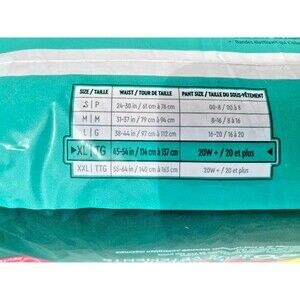 SIZE / TAILLE WAIST / TOUR DE TAILLE PANT SIZE / TAILLE DU SOUS-VÊTEMENT
S | P 24-30 in / 61 cm à 76 cm 00-8 / 00 à 8
M | M 31-37 in / 79 cm à 94 cm 8-16 / 8 à 16
L | G 38-44 in / 97 cm à 112 cm 16-20 / 16 à 20
XL | TG 45-54 in / 114 cm à 137 cm 20W + / 20 et plus
XXL | TTG 55-64 in / 140 cm à 163 cm 20W + / 20 et plus